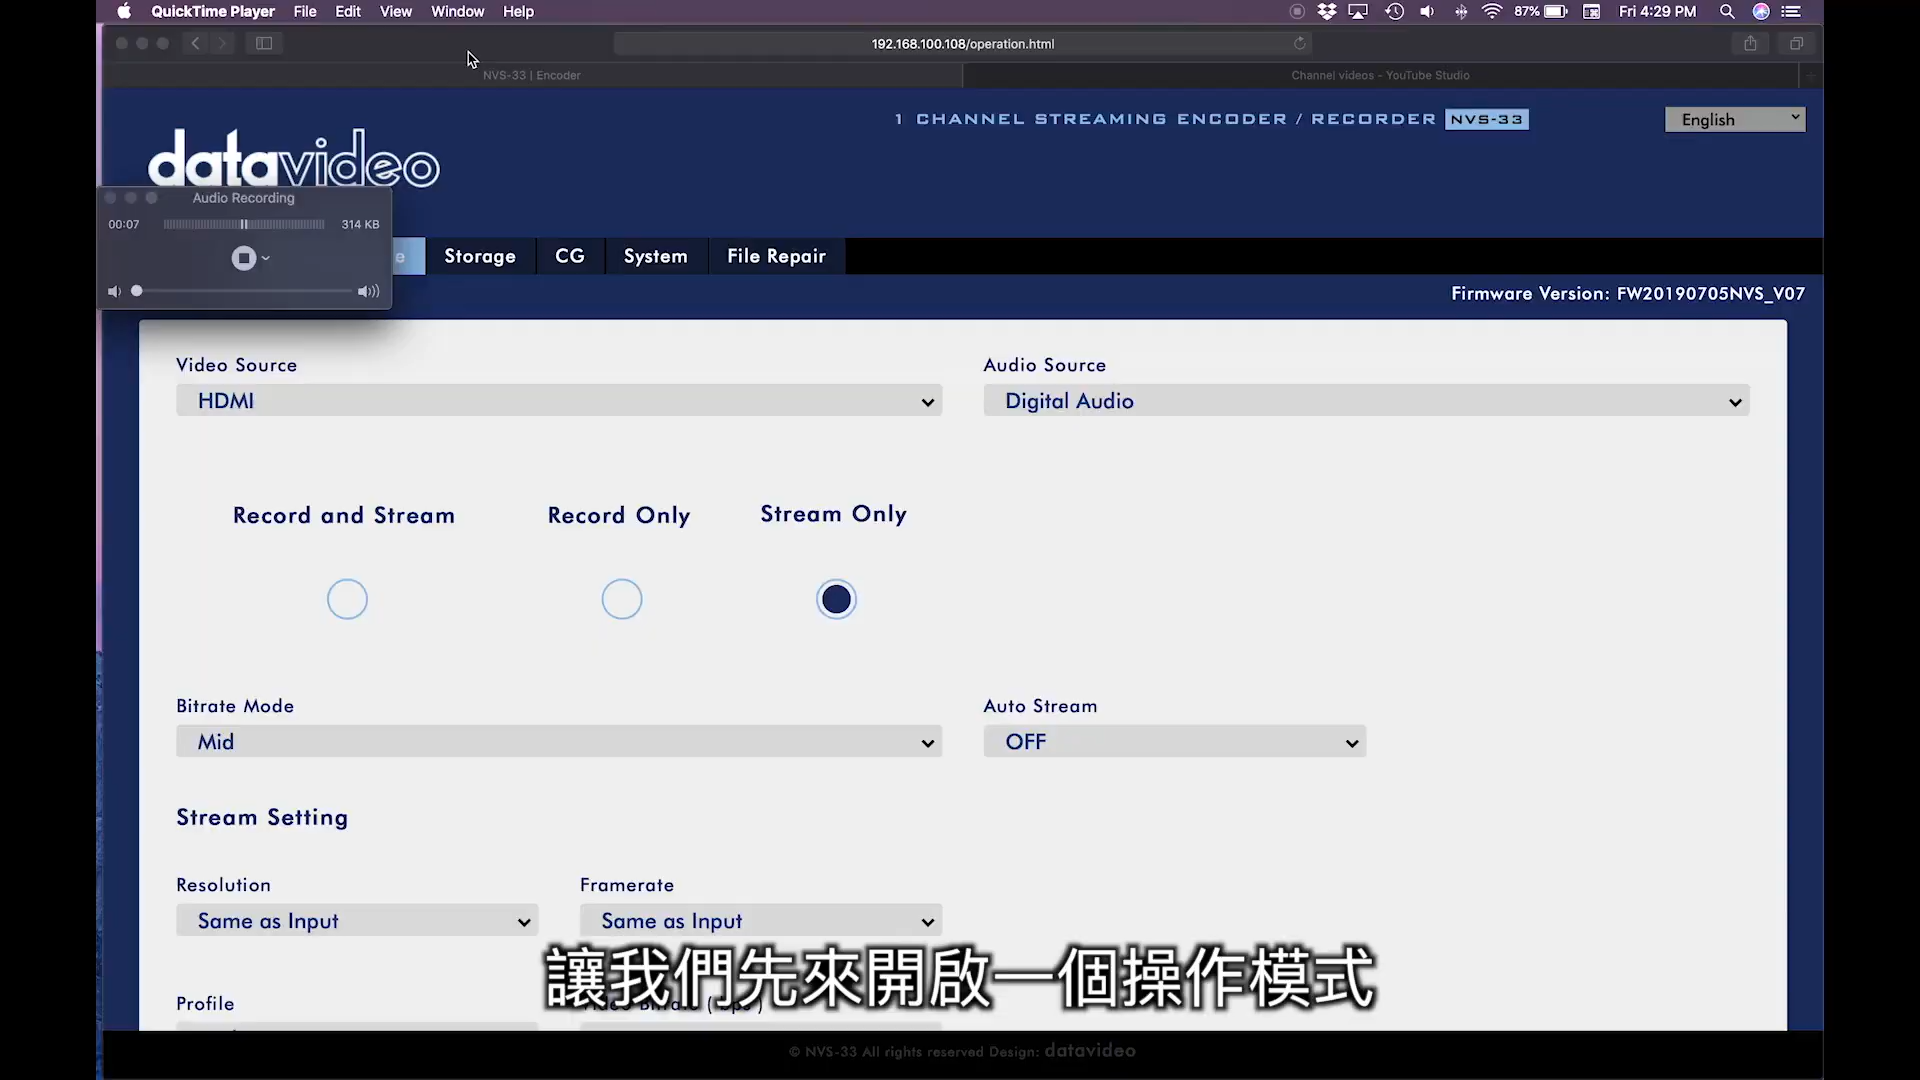 QuickTime Player File Edit View Window Help
87% Fri 4:29 PM
192.168.100.108/operation.html
NVS-33 | Encoder
Channel videos - YouTube Studio
1 CHANNEL STREAMING ENCODER / RECORDER NVS-33
English
datavideo
Audio Recording
00:07
314 KB
e Storage CG System File Repair
Firmware Version: FW20190705NVS_V07
Video Source
Audio Source
HDMI
Digital Audio
Record and Stream
Record Only
Stream Only
Bitrate Mode
Auto Stream
Mid
OFF
Stream Setting
Resolution
Framerate
Same as Input
Same as Input
讓我們先來開啟一個操作模式
Profile
© NVS-33 All rights reserved Design: datavideo